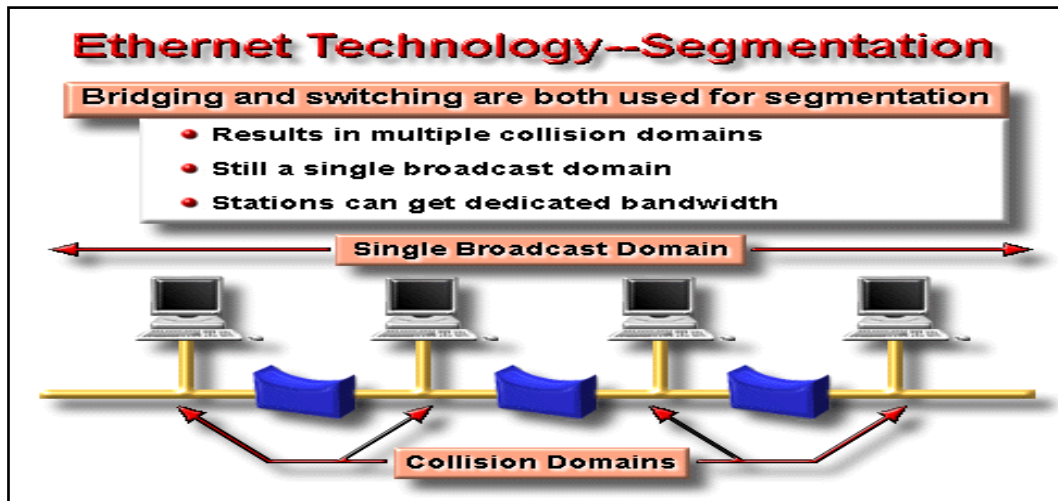 Ethernet Technology--Segmentation
Bridging and switching are both used for segmentation
Results in multiple collision domains
Still a single broadcast domain
Stations can get dedicated bandwidth
Single Broadcast Domain
Collision Domains